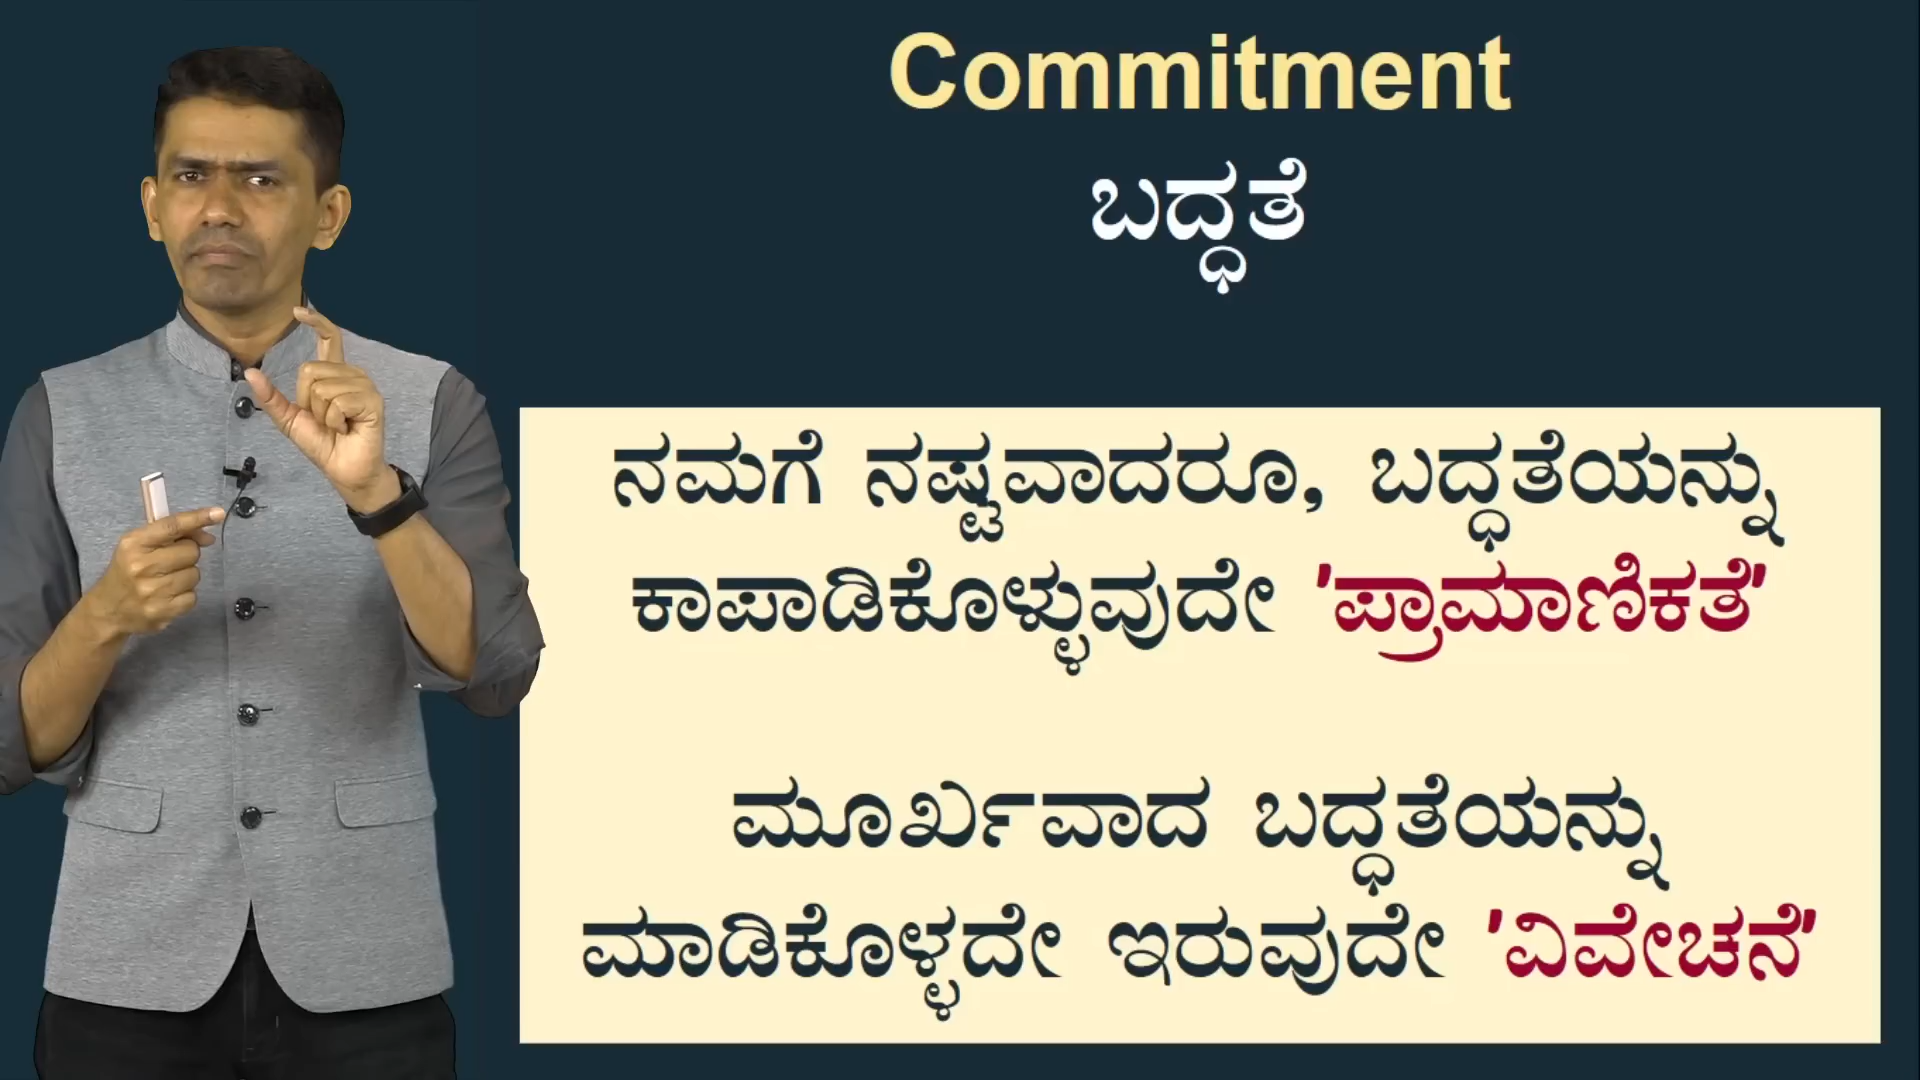 Commitment
ಬದ್ಧತೆ
ನಮಗೆ ನಷ್ಟವಾದರೂ, ಬದ್ಧತೆಯನ್ನು
ಕಾಪಾಡಿಕೊಳ್ಳುವುದೇ 'ಪ್ರಾಮಾಣಿಕತೆ'
ಮೂರ್ಖವಾದ ಬದ್ಧತೆಯನ್ನು
ಮಾಡಿಕೊಳ್ಳದೇ ಇರುವುದೇ 'ವಿವೇಚನೆ'